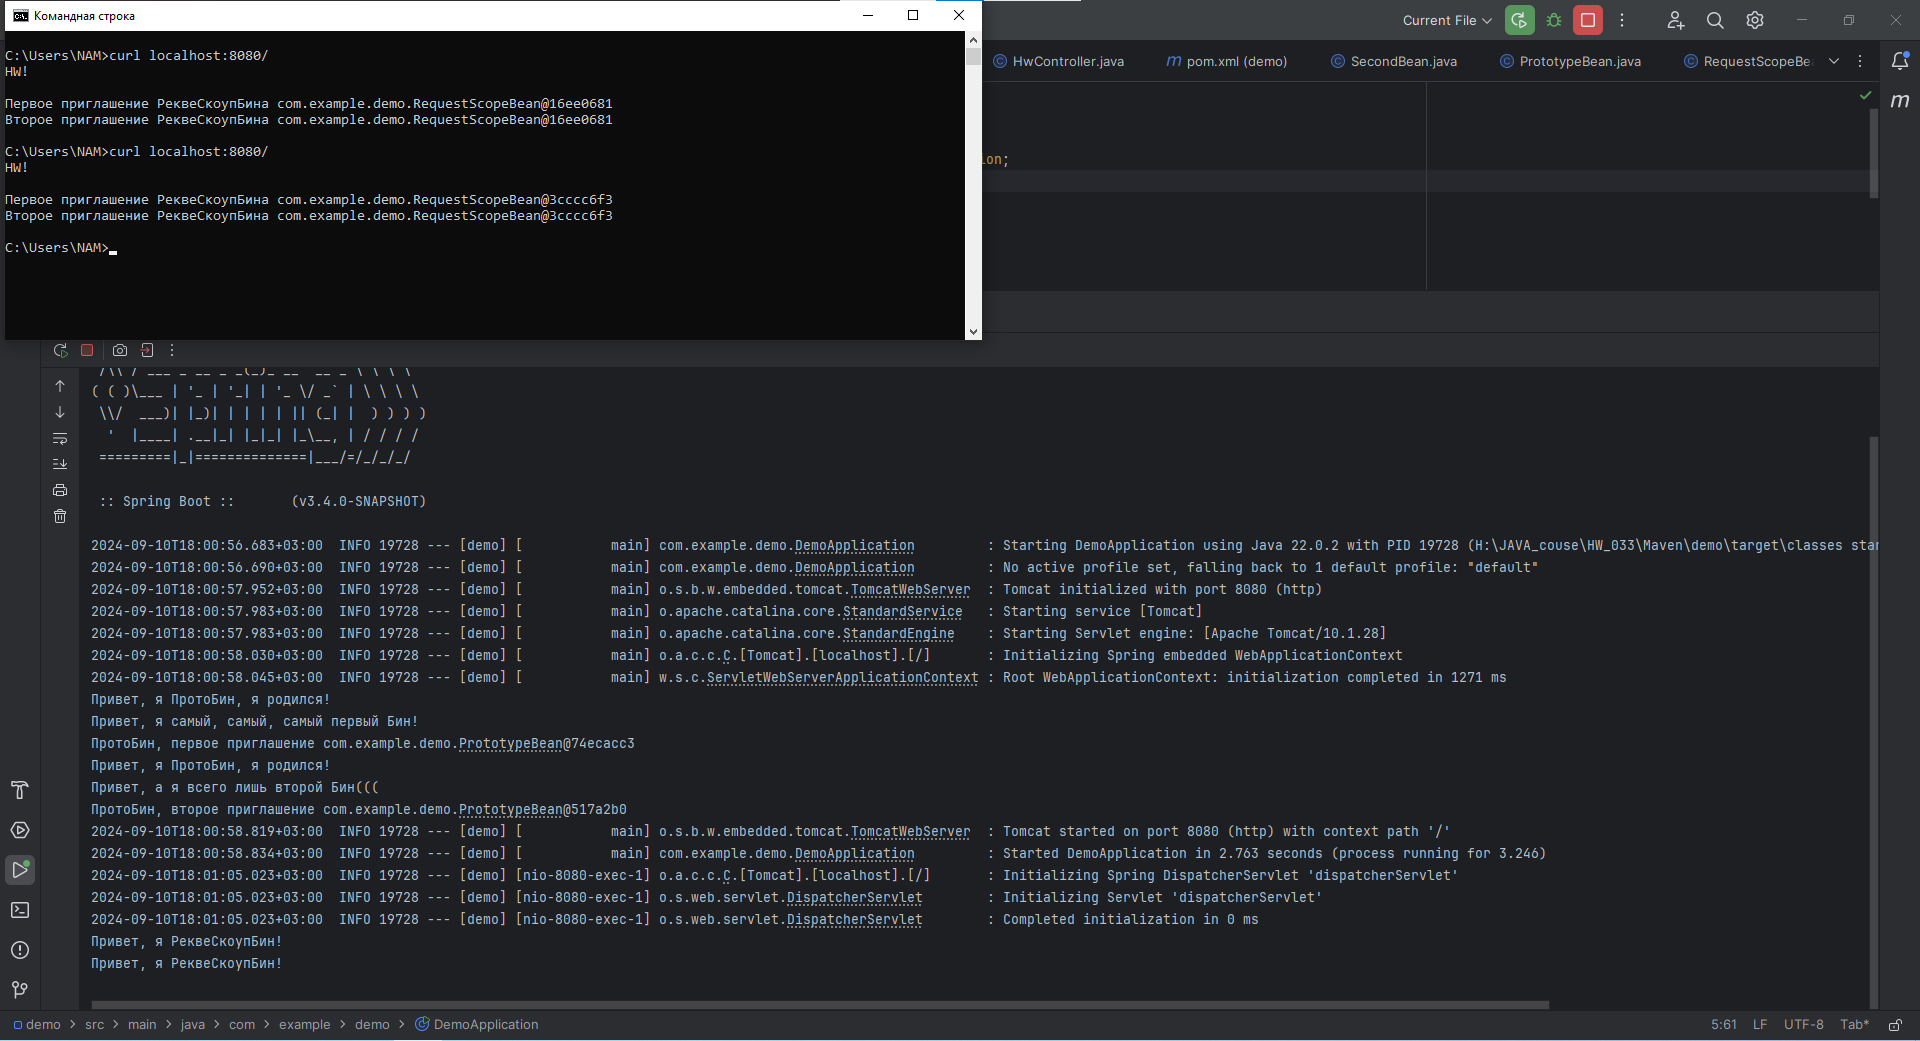 Командная строка
C:\Users\NAM>curl localhost:8080/
HW!
Первое приглашение РеквеСкоупБина com.example.demo.RequestScopeBean@16ee0681
Второе приглашение РеквеСкоупБина com.example.demo.RequestScopeBean@16ee0681
C:\Users\NAM>curl localhost:8080/
HW!
Первое приглашение РеквеСкоупБина com.example.demo.RequestScopeBean@3cccc6f3
Второе приглашение РеквеСкоупБина com.example.demo.RequestScopeBean@3cccc6f3
C:\Users\NAM>
Current File
HwController.java pom.xml (demo) SecondBean.java PrototypeBean.java RequestScopeBe
ion;
:: Spring Boot :: (v3.4.0-SNAPSHOT)
2024-09-10T18:00:56.683+03:00 INFO 19728 --- [demo] [ main] com.example.demo.DemoApplication : Starting DemoApplication using Java 22.0.2 with PID 19728 (H:\JAVA_couse\HW_033\Maven\demo\target\classes star
2024-09-10T18:00:56.690+03:00 INFO 19728 --- [demo] [ main] com.example.demo.DemoApplication : No active profile set, falling back to 1 default profile: "default"
2024-09-10T18:00:57.952+03:00 INFO 19728 --- [demo] [ main] o.s.b.w.embedded.tomcat.TomcatWebServer : Tomcat initialized with port 8080 (http)
2024-09-10T18:00:57.983+03:00 INFO 19728 --- [demo] [ main] o.apache.catalina.core.StandardService : Starting service [Tomcat]
2024-09-10T18:00:57.983+03:00 INFO 19728 --- [demo] [ main] o.apache.catalina.core.StandardEngine : Starting Servlet engine: [Apache Tomcat/10.1.28]
2024-09-10T18:00:58.030+03:00 INFO 19728 --- [demo] [ main] o.a.c.c.C.[Tomcat].[localhost].[/] : Initializing Spring embedded WebApplicationContext
2024-09-10T18:00:58.045+03:00 INFO 19728 --- [demo] [ main] w.s.c.ServletWebServerApplicationContext : Root WebApplicationContext: initialization completed in 1271 ms
Привет, я ПротоБин, я родился!
Привет, я самый, самый, самый первый Бин!
ПротоБин, первое приглашение com.example.demo.PrototypeBean@74ecacc3
Привет, я ПротоБин, я родился!
Привет, а я всего лишь второй Бин(((
ПротоБин, второе приглашение com.example.demo.PrototypeBean@517a2b0
2024-09-10T18:00:58.819+03:00 INFO 19728 --- [demo] [ main] o.s.b.w.embedded.tomcat.TomcatWebServer : Tomcat started on port 8080 (http) with context path '/'
2024-09-10T18:00:58.834+03:00 INFO 19728 --- [demo] [ main] com.example.demo.DemoApplication : Started DemoApplication in 2.763 seconds (process running for 3.246)
2024-09-10T18:01:05.023+03:00 INFO 19728 --- [demo] [nio-8080-exec-1] o.a.c.c.C.[Tomcat].[localhost].[/] : Initializing Spring DispatcherServlet 'dispatcherServlet'
2024-09-10T18:01:05.023+03:00 INFO 19728 --- [demo] [nio-8080-exec-1] o.s.web.servlet.DispatcherServlet : Initializing Servlet 'dispatcherServlet'
2024-09-10T18:01:05.023+03:00 INFO 19728 --- [demo] [nio-8080-exec-1] o.s.web.servlet.DispatcherServlet : Completed initialization in 0 ms
Привет, я РеквеСкоупБин!
Привет, я РеквеСкоупБин!
demo > src > main > java > com > example > demo > DemoApplication 5:61 LF UTF-8 Tab*